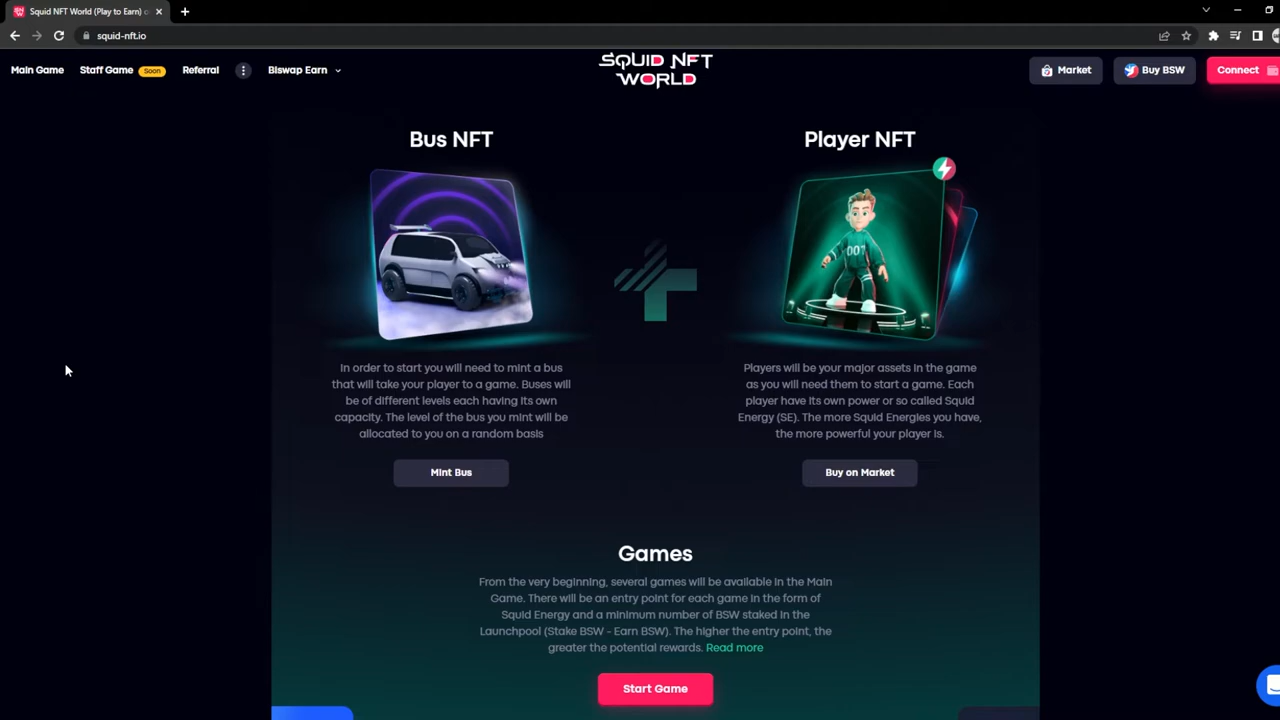 Squid NFT World (Play to Earn) o
squid-nft.io
Main Game
Staff Game
Soon
Referral
Biswap Earn
SQUID NFT
WORLD
Market
Buy BSW
Connect
Bus NFT
Player NFT
001
In order to start you will need to mint a bus
that will take your player to a game. Buses will
be of different levels each having its own
capacity. The level of the bus you mint will be
allocated to you on a random basis
Players will be your major assets in the game
as you will need them to start a game. Each
player have its own power or so called Squid
Energy (SE). The more Squid Energies you have,
the more powerful your player is.
Mint Bus
Buy on Market
Games
From the very beginning, several games will be available in the Main
Game. There will be an entry point for each game in the form of
Squid Energy and a minimum number of BSW staked in the
Launchpool (Stake BSW - Earn BSW). The higher the entry point, the
greater the potential rewards. Read more
Start Game